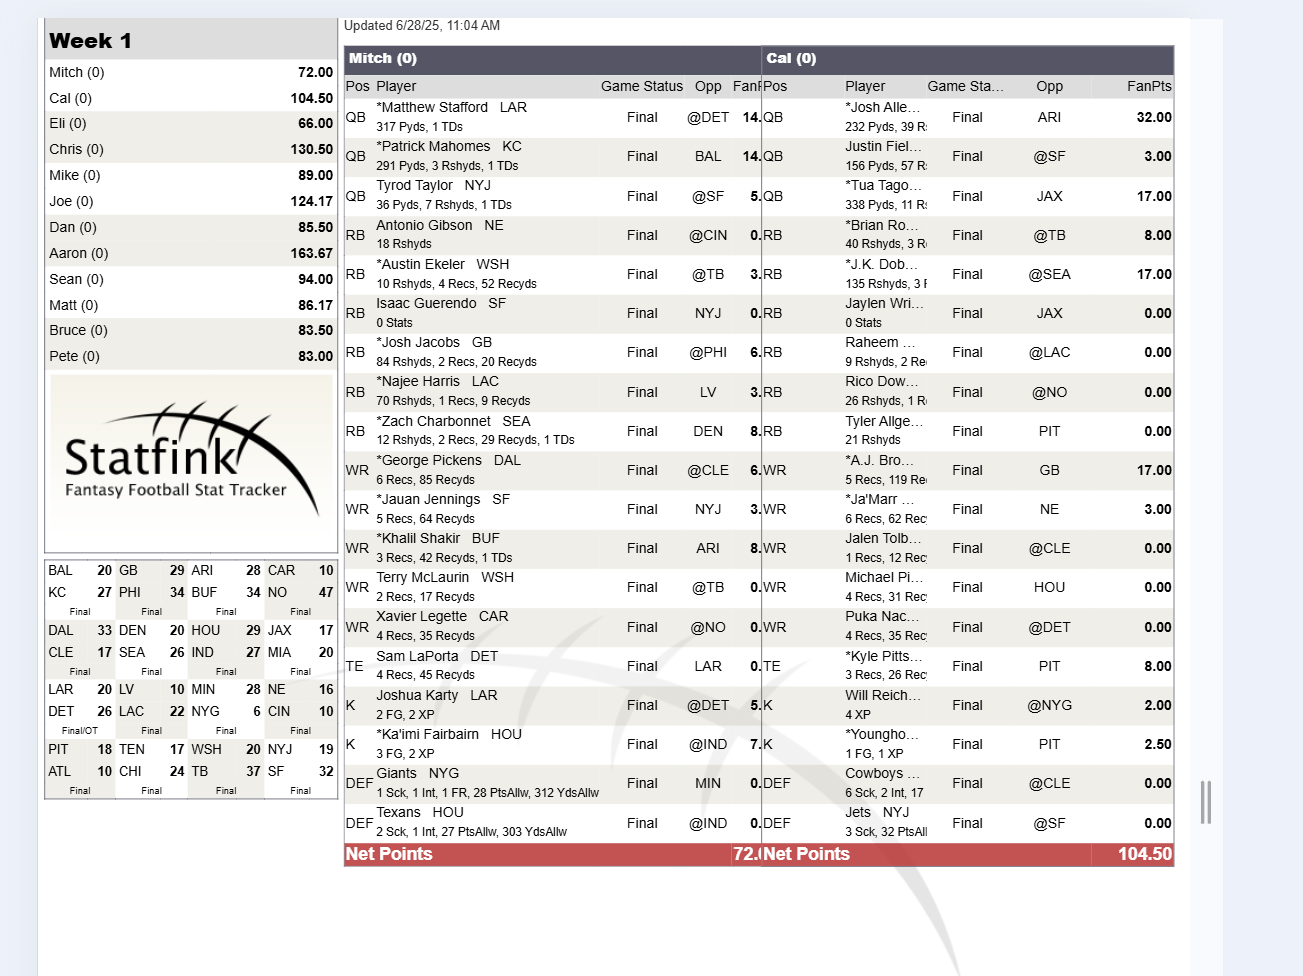 Updated 6/28/25, 11:04 AM
Week 1
Mitch (0) 72.00
Cal (0) 104.50
Eli (0) 66.00
Chris (0) 130.50
Mike (0) 89.00
Joe (0) 124.17
Dan (0) 85.50
Aaron (0) 163.67
Sean (0) 94.00
Matt (0) 86.17
Bruce (0) 83.50
Pete (0) 83.00
Statfink
Fantasy Football Stat Tracker
BAL 20 GB 29 ARI 28 CAR 10
KC 27 PHI 34 BUF 34 NO 47
Final Final Final Final
DAL 33 DEN 20 HOU 29 JAX 17
CLE 17 SEA 26 IND 27 MIA 20
Final Final Final Final
LAR 20 LV 10 MIN 28 NE 16
DET 26 LAC 22 NYG 6 CIN 10
Final/OT Final Final Final
PIT 18 TEN 17 WSH 20 NYJ 19
ATL 10 CHI 24 TB 37 SF 32
Final Final Final Final
Mitch (0)
Pos Player Game Status Opp FanP
QB *Matthew Stafford LAR Final @DET 14.
317 Pyds, 1 TDs
QB *Patrick Mahomes KC Final BAL 14.
291 Pyds, 3 Rshyds, 1 TDs
QB Tyrod Taylor NYJ Final @SF 5.
36 Pyds, 7 Rshyds, 1 TDs
RB Antonio Gibson NE Final @CIN 0.
18 Rshyds
RB *Austin Ekeler WSH Final @TB 3.
10 Rshyds, 4 Recs, 52 Recyds
RB Isaac Guerendo SF Final NYJ 0.
0 Stats
RB *Josh Jacobs GB Final @PHI 6.
84 Rshyds, 2 Recs, 20 Recyds
RB *Najee Harris LAC Final LV 3.
70 Rshyds, 1 Recs, 9 Recyds
RB *Zach Charbonnet SEA Final DEN 8.
12 Rshyds, 2 Recs, 29 Recyds, 1 TDs
WR *George Pickens DAL Final @CLE 6.
6 Recs, 85 Recyds
WR *Jauan Jennings SF Final NYJ 3.
5 Recs, 64 Recyds
WR *Khalil Shakir BUF Final ARI 8.
3 Recs, 42 Recyds, 1 TDs
WR Terry McLaurin WSH Final @TB 0.
2 Recs, 17 Recyds
WR Xavier Legette CAR Final @NO 0.
4 Recs, 35 Recyds
TE Sam LaPorta DET Final LAR 0.
4 Recs, 45 Recyds
K Joshua Karty LAR Final @DET 5.
2 FG, 2 XP
K *Ka'imi Fairbairn HOU Final @IND 7.
3 FG, 2 XP
DEF Giants NYG Final MIN 0.
1 Sck, 1 Int, 1 FR, 28 PtsAllw, 312 YdsAllw
DEF Texans HOU Final @IND 0.
2 Sck, 1 Int, 27 PtsAllw, 303 YdsAllw
Net Points 72.0
Cal (0)
Pos Player Game Sta... Opp FanPts
QB *Josh Alle... Final ARI 32.00
232 Pyds, 39 Rs
QB Justin Fiel... Final @SF 3.00
156 Pyds, 57 Rs
QB *Tua Tago... Final JAX 17.00
338 Pyds, 11 Rs
RB *Brian Ro... Final @TB 8.00
40 Rshyds, 3 Re
RB *J.K. Dob... Final @SEA 17.00
135 Rshyds, 3 R
RB Jaylen Wri... Final JAX 0.00
0 Stats
RB Raheem ... Final @LAC 0.00
9 Rshyds, 2 Rec
RB Rico Dow... Final @NO 0.00
26 Rshyds, 1 Re
RB Tyler Allge... Final PIT 0.00
21 Rshyds
WR *A.J. Bro... Final GB 17.00
5 Recs, 119 Rec
WR *Ja'Marr ... Final NE 3.00
6 Recs, 62 Recy
WR Jalen Tolb... Final @CLE 0.00
1 Recs, 12 Recy
WR Michael Pi... Final HOU 0.00
4 Recs, 31 Recy
WR Puka Nac... Final @DET 0.00
4 Recs, 35 Recy
TE *Kyle Pitts... Final PIT 8.00
3 Recs, 26 Recy
K Will Reich... Final @NYG 2.00
4 XP
K *Youngho... Final PIT 2.50
1 FG, 1 XP
DEF Cowboys ... Final @CLE 0.00
6 Sck, 2 Int, 17
DEF Jets NYJ Final @SF 0.00
3 Sck, 32 PtsAll
Net Points 104.50